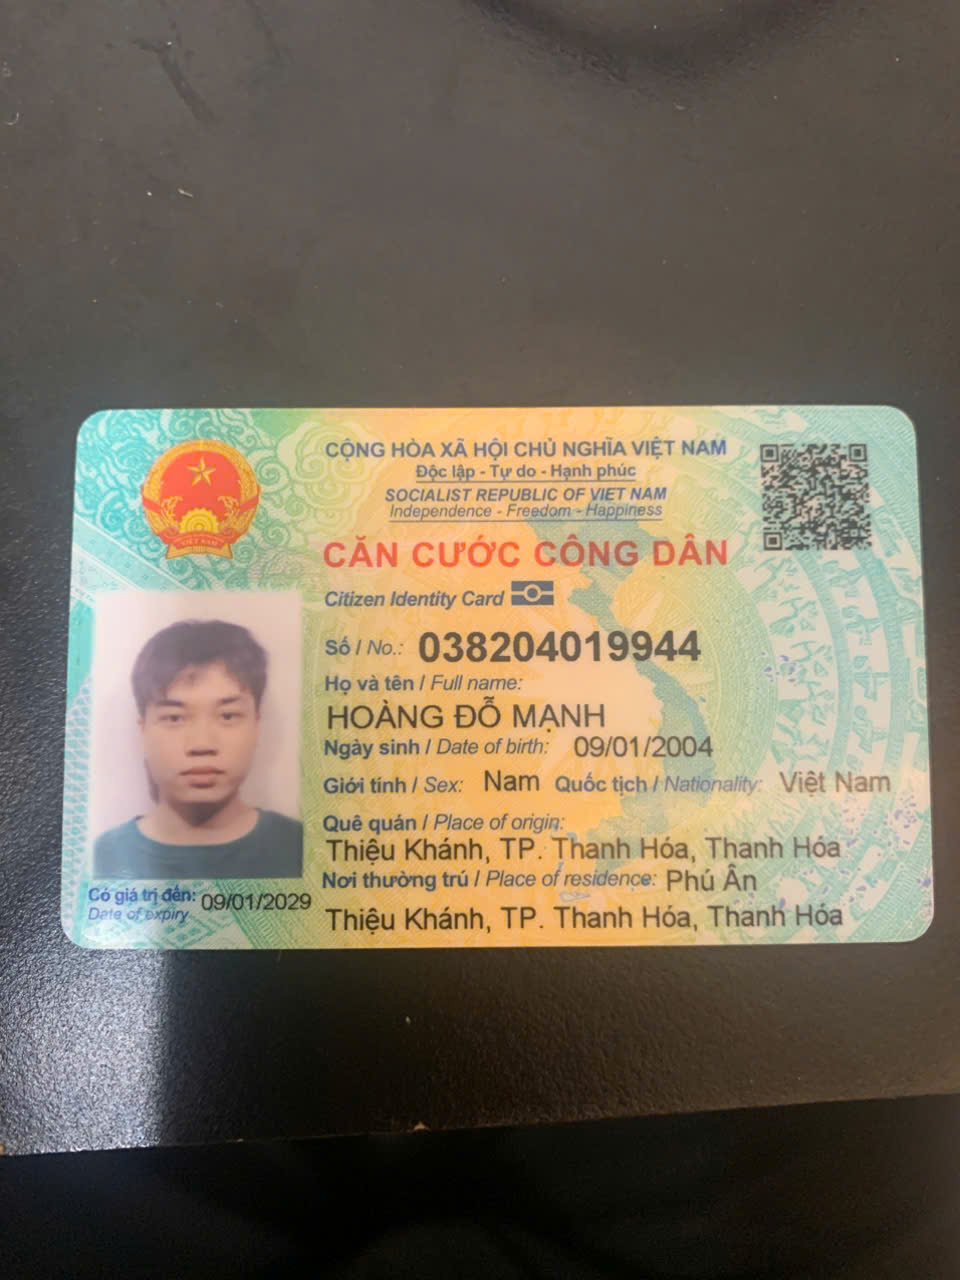 CỘNG HÒA XÃ HỘI CHỦ NGHĨA VIỆT NAM
Độc lập - Tự do - Hạnh phúc
SOCIALIST REPUBLIC OF VIET NAM
Independence - Freedom - Happiness
CĂN CƯỚC CÔNG DÂN
Citizen Identity Card
Số / No.: 038204019944
Họ và tên / Full name:
HOÀNG ĐỖ MẠNH
Ngày sinh / Date of birth: 09/01/2004
Giới tính / Sex: Nam Quốc tịch / Nationality: Việt Nam
Quê quán / Place of origin:
Thiệu Khánh, TP. Thanh Hóa, Thanh Hóa
Nơi thường trú / Place of residence: Phú Ân
Thiệu Khánh, TP. Thanh Hóa, Thanh Hóa
Có giá trị đến: 09/01/2029
Date of expiry
VIỆT NAM